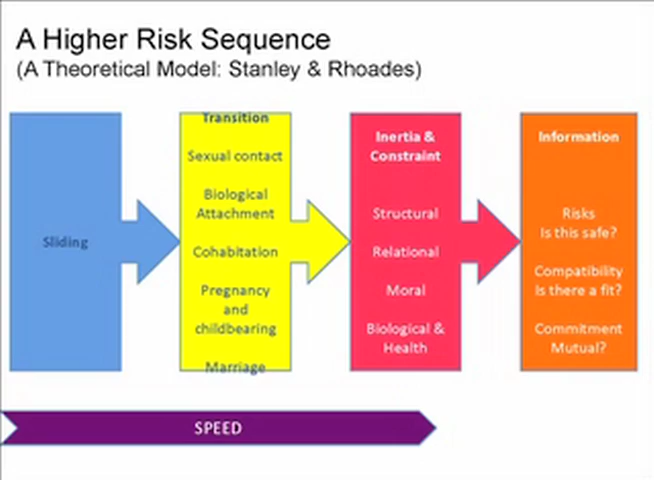 A Higher Risk Sequence
(A Theoretical Model: Stanley & Rhoades)
Sliding
Transition
Sexual contact
Biological
Attachment
Cohabitation
Pregnancy
and
childbearing
Marriage
Inertia &
Constraint
Structural
Relational
Moral
Biological &
Health
Information
Risks
Is this safe?
Compatibility
Is there a fit?
Commitment
Mutual?
SPEED